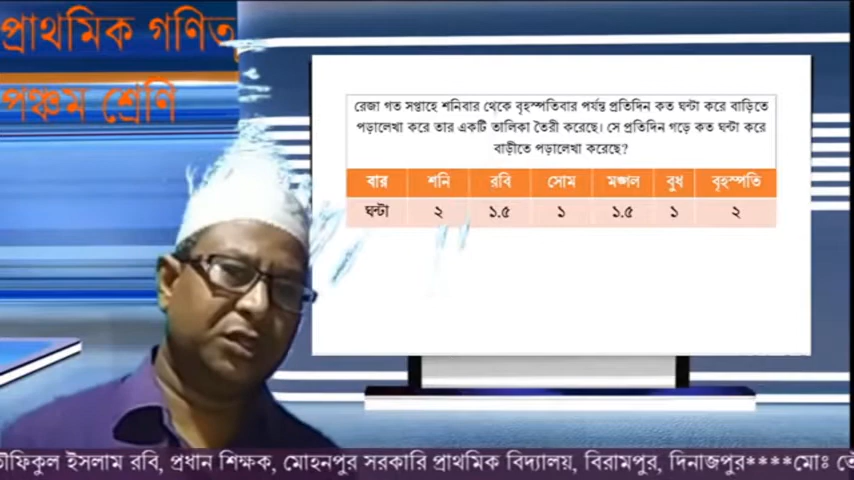 প্রাথমিক গণিত,
পঞ্চম শ্রেণি
রেজা গত সপ্তাহে শনিবার থেকে বৃহস্পতিবার পর্যন্ত প্রতিদিন কত ঘন্টা করে বাড়িতে
পড়ালেখা করে তার একটি তালিকা তৈরী করেছে। সে প্রতিদিন গড়ে কত ঘন্টা করে
বাড়ীতে পড়ালেখা করেছে?
বার শনি রবি সোম মঙ্গল বুধ বৃহস্পতি
ঘন্টা ২ ১.৫ ১ ১.৫ ১ ২
তৌফিকুল ইসলাম রবি, প্রধান শিক্ষক, মোহনপুর সরকারি প্রাথমিক বিদ্যালয়, বিরামপুর, দিনাজপুর****মোঃ তৌ